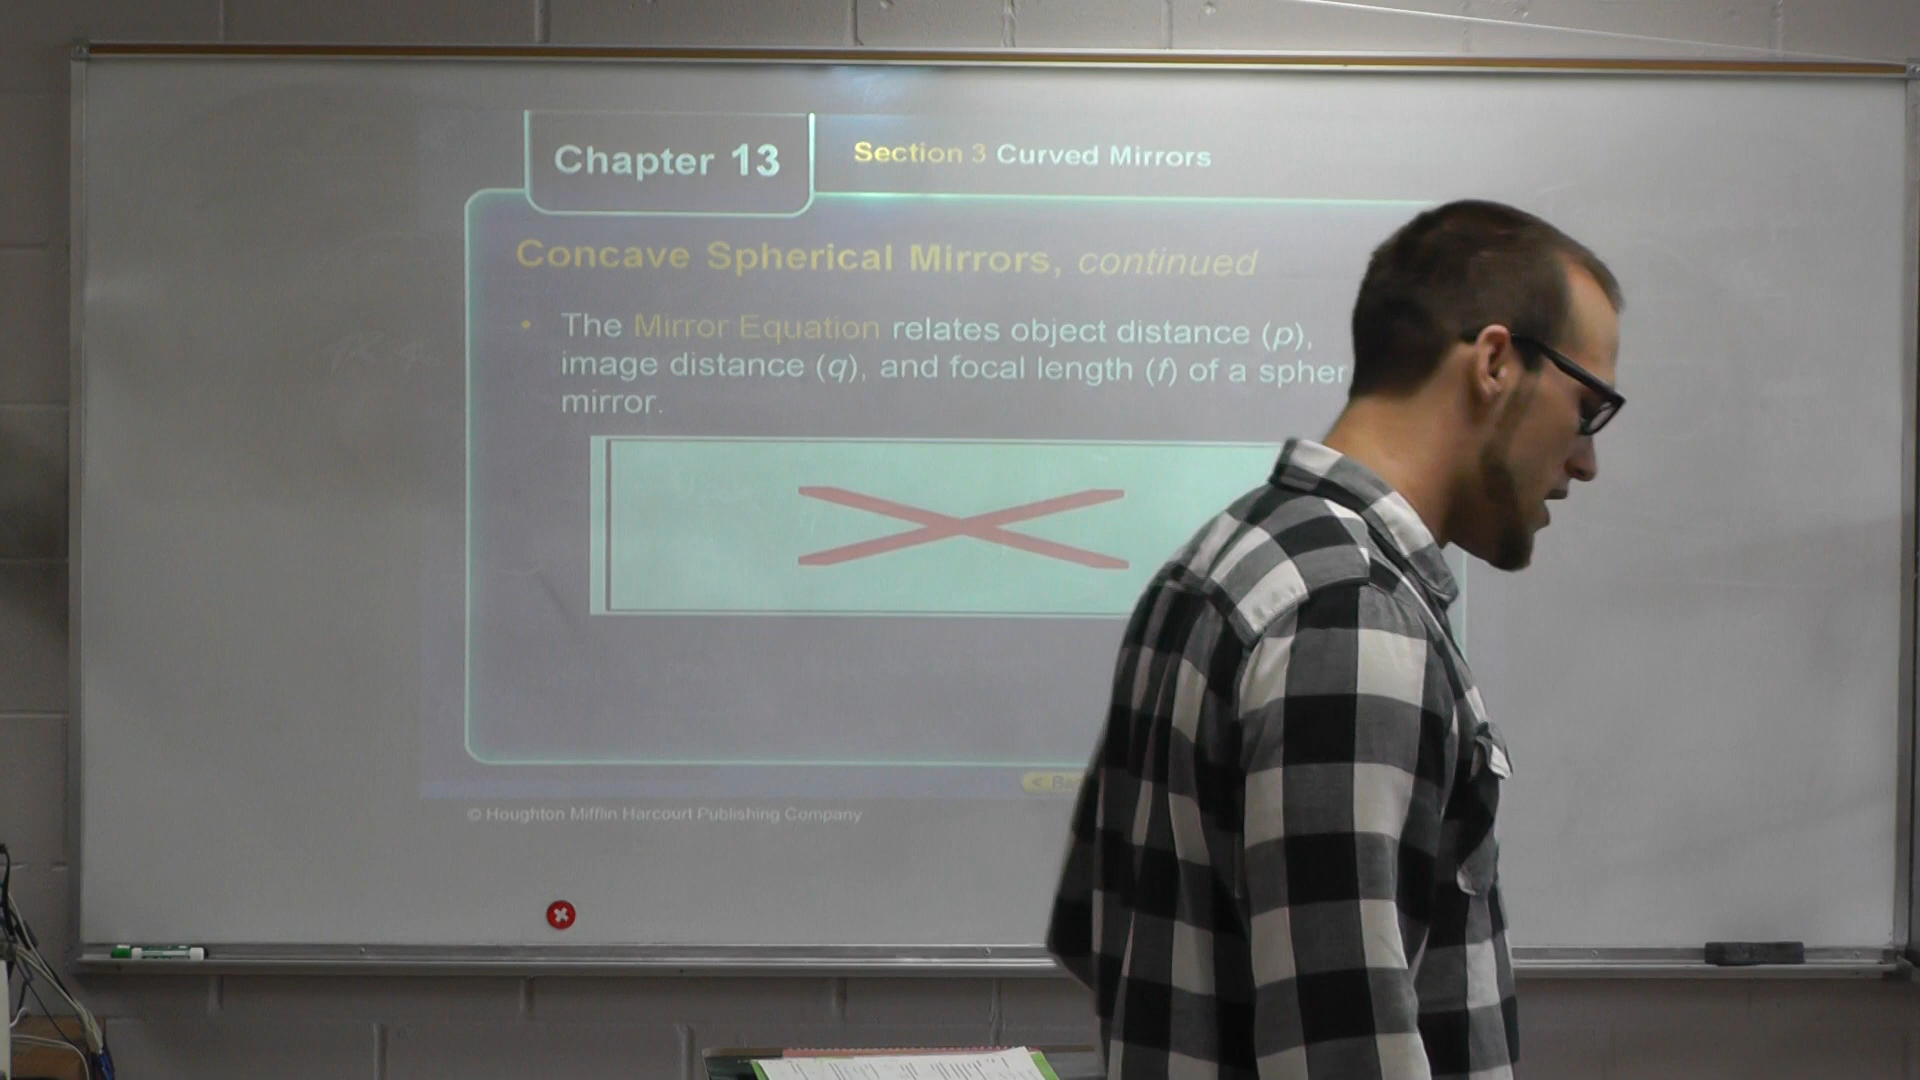 Chapter 13
Section 3 Curved Mirrors
Concave Spherical Mirrors, continued
• The Mirror Equation relates object distance (p),
image distance (q), and focal length (f) of a spher
mirror.
< B
© Houghton Mifflin Harcourt Publishing Company